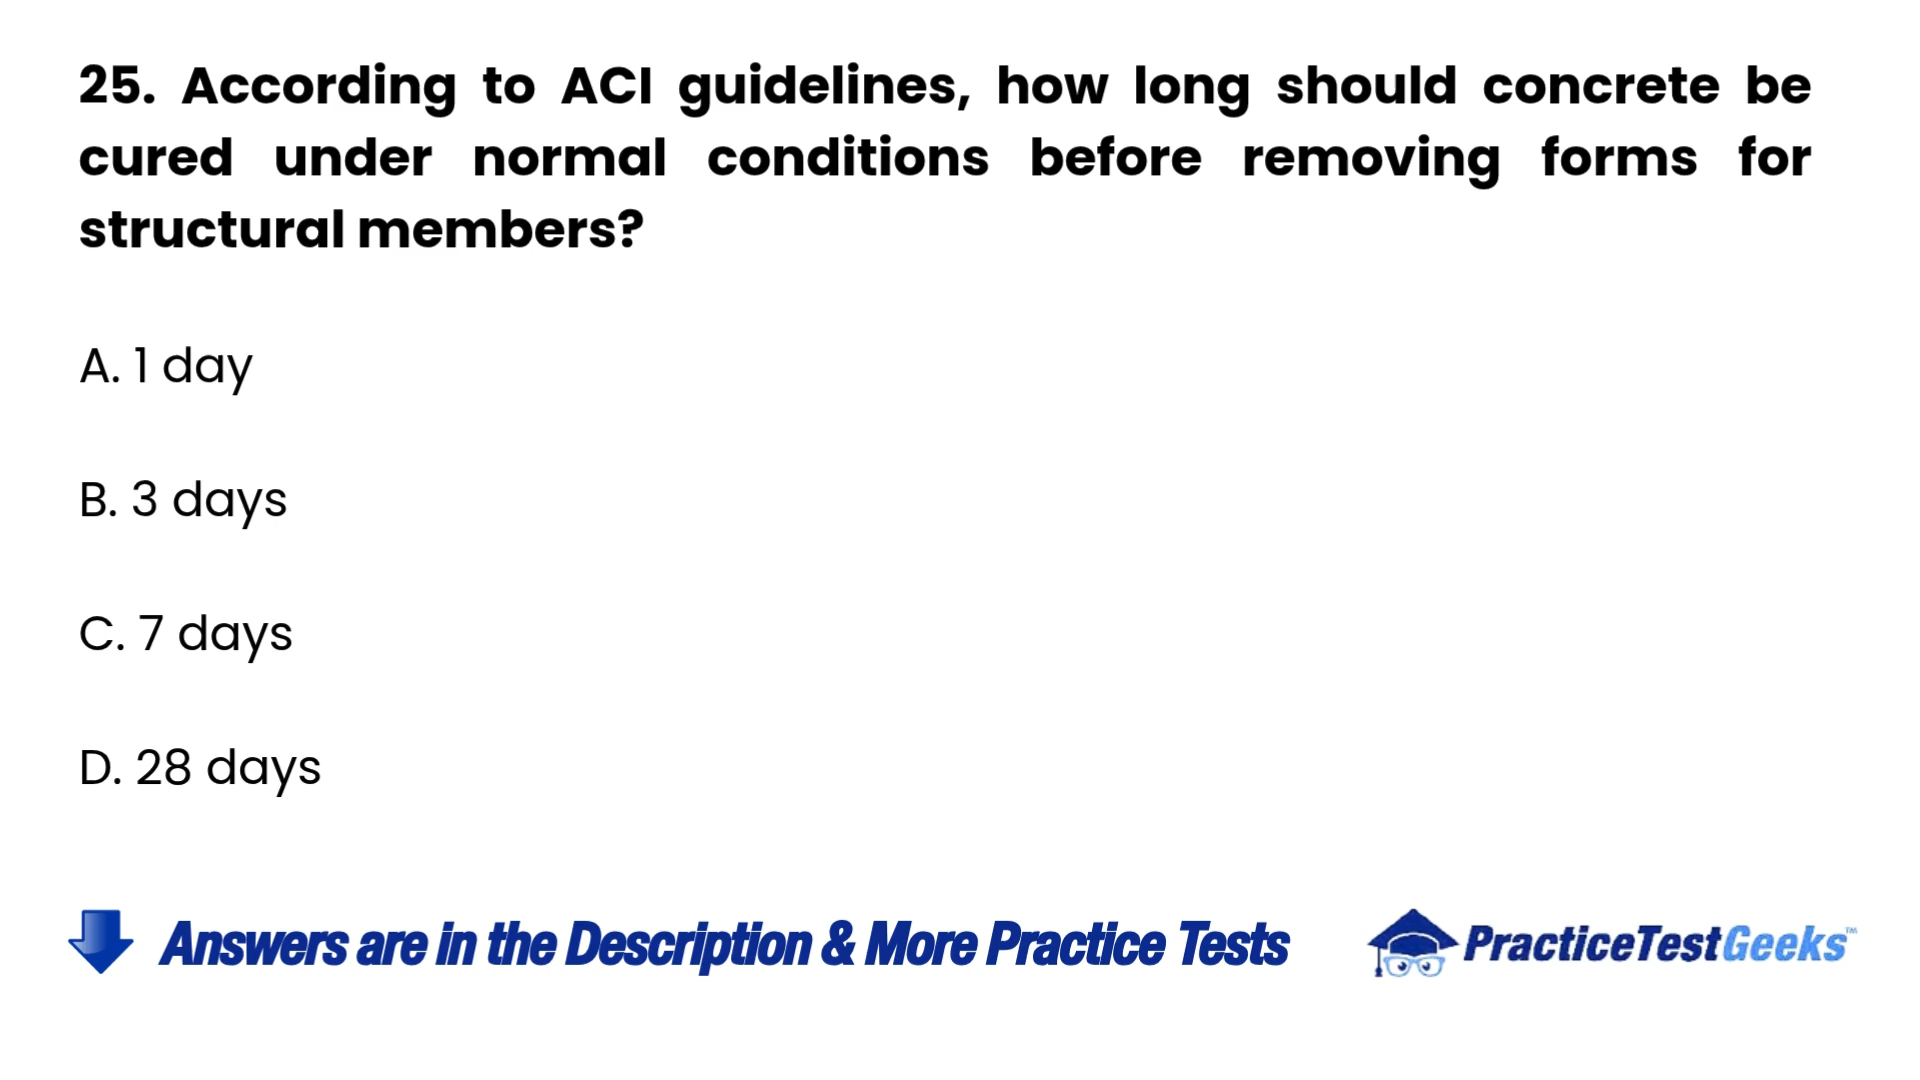 25. According to ACI guidelines, how long should concrete be
cured under normal conditions before removing forms for
structural members?
A. 1 day
B. 3 days
C. 7 days
D. 28 days
Answers are in the Description & More Practice Tests
PracticeTestGeeks™